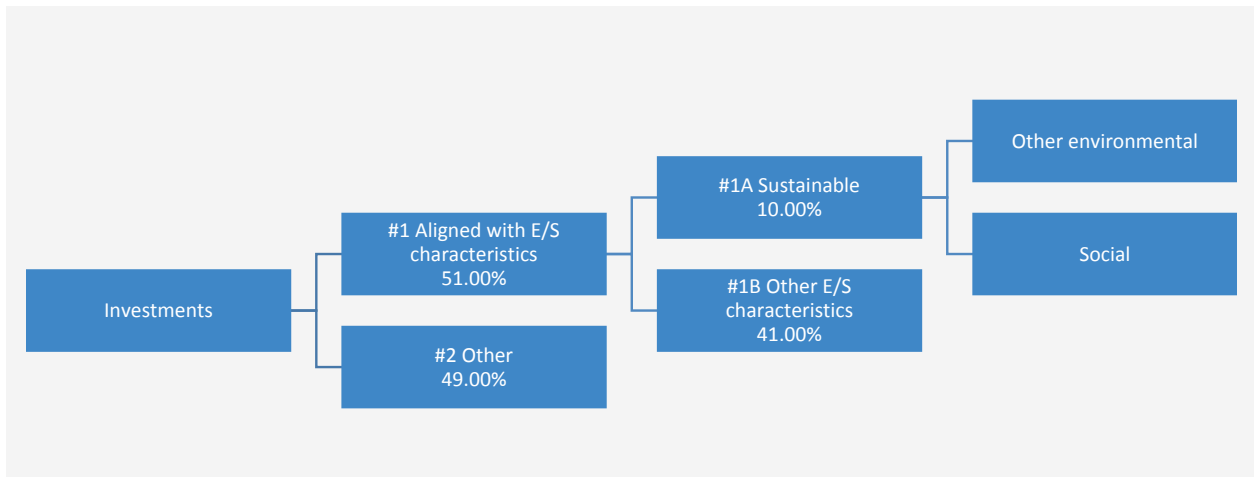 Investments
#1 Aligned with E/S
characteristics
51.00%
#2 Other
49.00%
#1A Sustainable
10.00%
#1B Other E/S
characteristics
41.00%
Other environmental
Social